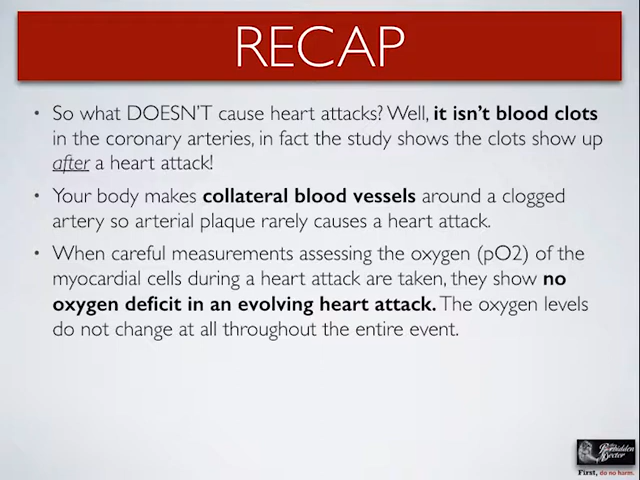 RECAP
• So what DOESN'T cause heart attacks? Well, it isn't blood clots
in the coronary arteries, in fact the study shows the clots show up
after a heart attack!
• Your body makes collateral blood vessels around a clogged
artery so arterial plaque rarely causes a heart attack.
• When careful measurements assessing the oxygen (pO2) of the
myocardial cells during a heart attack are taken, they show no
oxygen deficit in an evolving heart attack. The oxygen levels
do not change at all throughout the entire event.
Forbidden
Doctor
First, do no harm.